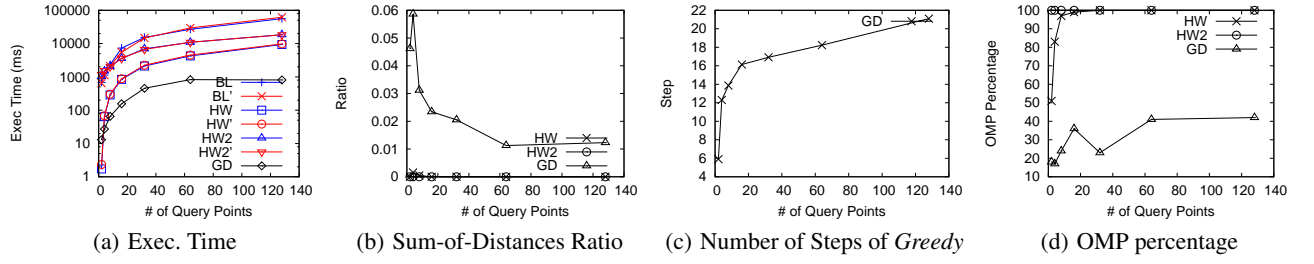 100000
10000
1000
100
10
1
0 20 40 60 80 100 120 140
Exec Time (ms)
# of Query Points
BL
BL'
HW
HW'
HW2
HW2'
GD
(a) Exec. Time
0.06
0.05
0.04
0.03
0.02
0.01
0
0 20 40 60 80 100 120 140
Ratio
# of Query Points
HW
HW2
GD
(b) Sum-of-Distances Ratio
22
20
18
16
14
12
10
8
6
4
0 20 40 60 80 100 120 140
Step
# of Query Points
GD
(c) Number of Steps of Greedy
100
90
80
70
60
50
40
30
20
10
0
0 20 40 60 80 100 120 140
OMP Percentage
# of Query Points
HW
HW2
GD
(d) OMP percentage